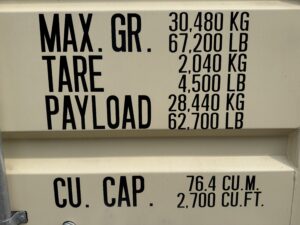 MAX. GR. 30,480 KG
67,200 LB
TARE 2,040 KG
4,500 LB
PAYLOAD 28,440 KG
62,700 LB
CU. CAP. 76.4 CU.M.
2,700 CU.FT.